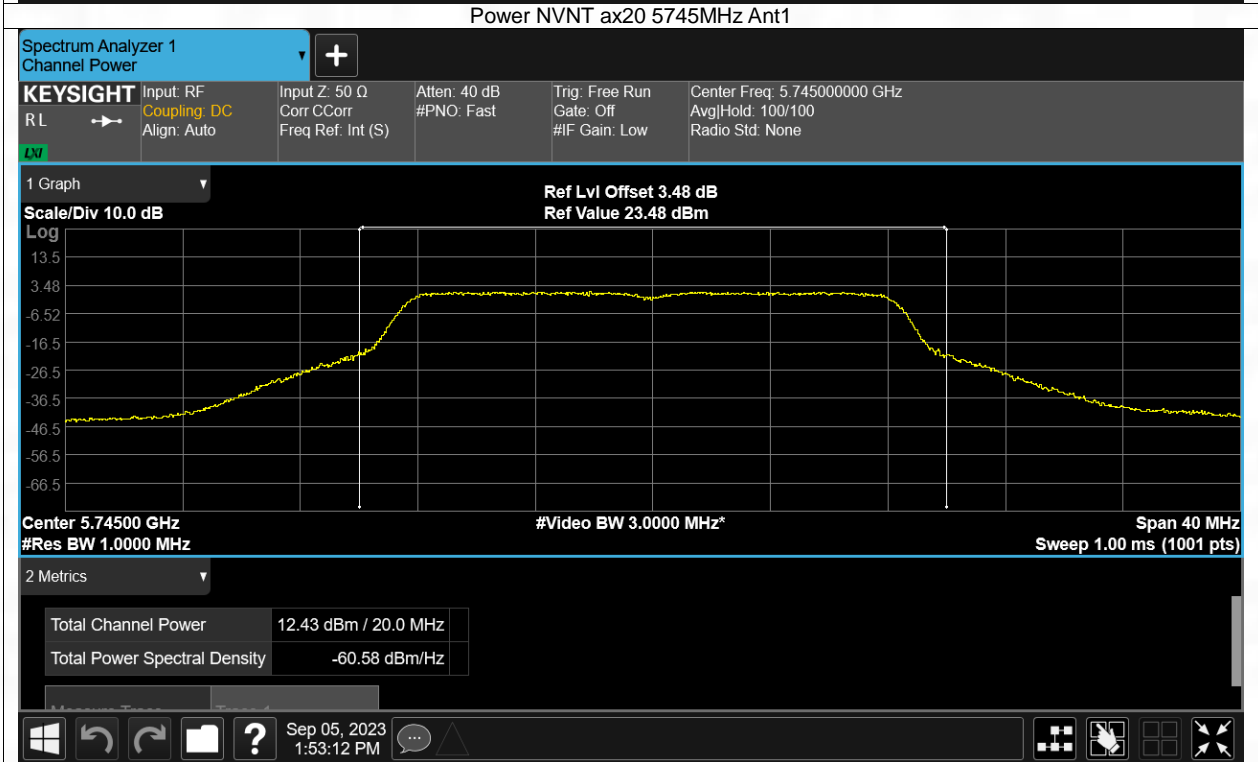 Power NVNT ax20 5745MHz Ant1
Spectrum Analyzer 1
Channel Power
KEYSIGHT
R L
LXI
Input: RF
Coupling: DC
Align: Auto
Input Z: 50 Ω
Corr CCorr
Freq Ref: Int (S)
Atten: 40 dB
#PNO: Fast
Trig: Free Run
Gate: Off
#IF Gain: Low
Center Freq: 5.745000000 GHz
Avg|Hold: 100/100
Radio Std: None
1 Graph
Scale/Div 10.0 dB
Ref Lvl Offset 3.48 dB
Ref Value 23.48 dBm
Log
13.5
3.48
-6.52
-16.5
-26.5
-36.5
-46.5
-56.5
-66.5
Center 5.74500 GHz
#Video BW 3.0000 MHz*
Span 40 MHz
#Res BW 1.0000 MHz
Sweep 1.00 ms (1001 pts)
2 Metrics
Total Channel Power 12.43 dBm / 20.0 MHz
Total Power Spectral Density -60.58 dBm/Hz
?
Sep 05, 2023
1:53:12 PM